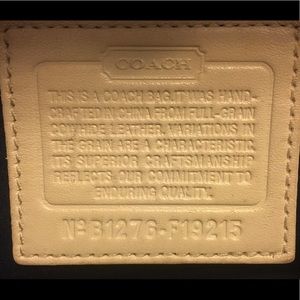 COACH
THIS IS A COACH BAG. IT WAS HAND-
CRAFTED IN CHINA FROM FULL-GRAIN
COWHIDE LEATHER. VARIATIONS IN
THE GRAIN ARE A CHARACTERISTIC.
ITS SUPERIOR CRAFTSMANSHIP
REFLECTS OUR COMMITMENT TO
ENDURING QUALITY.
Nº B1276-F19215